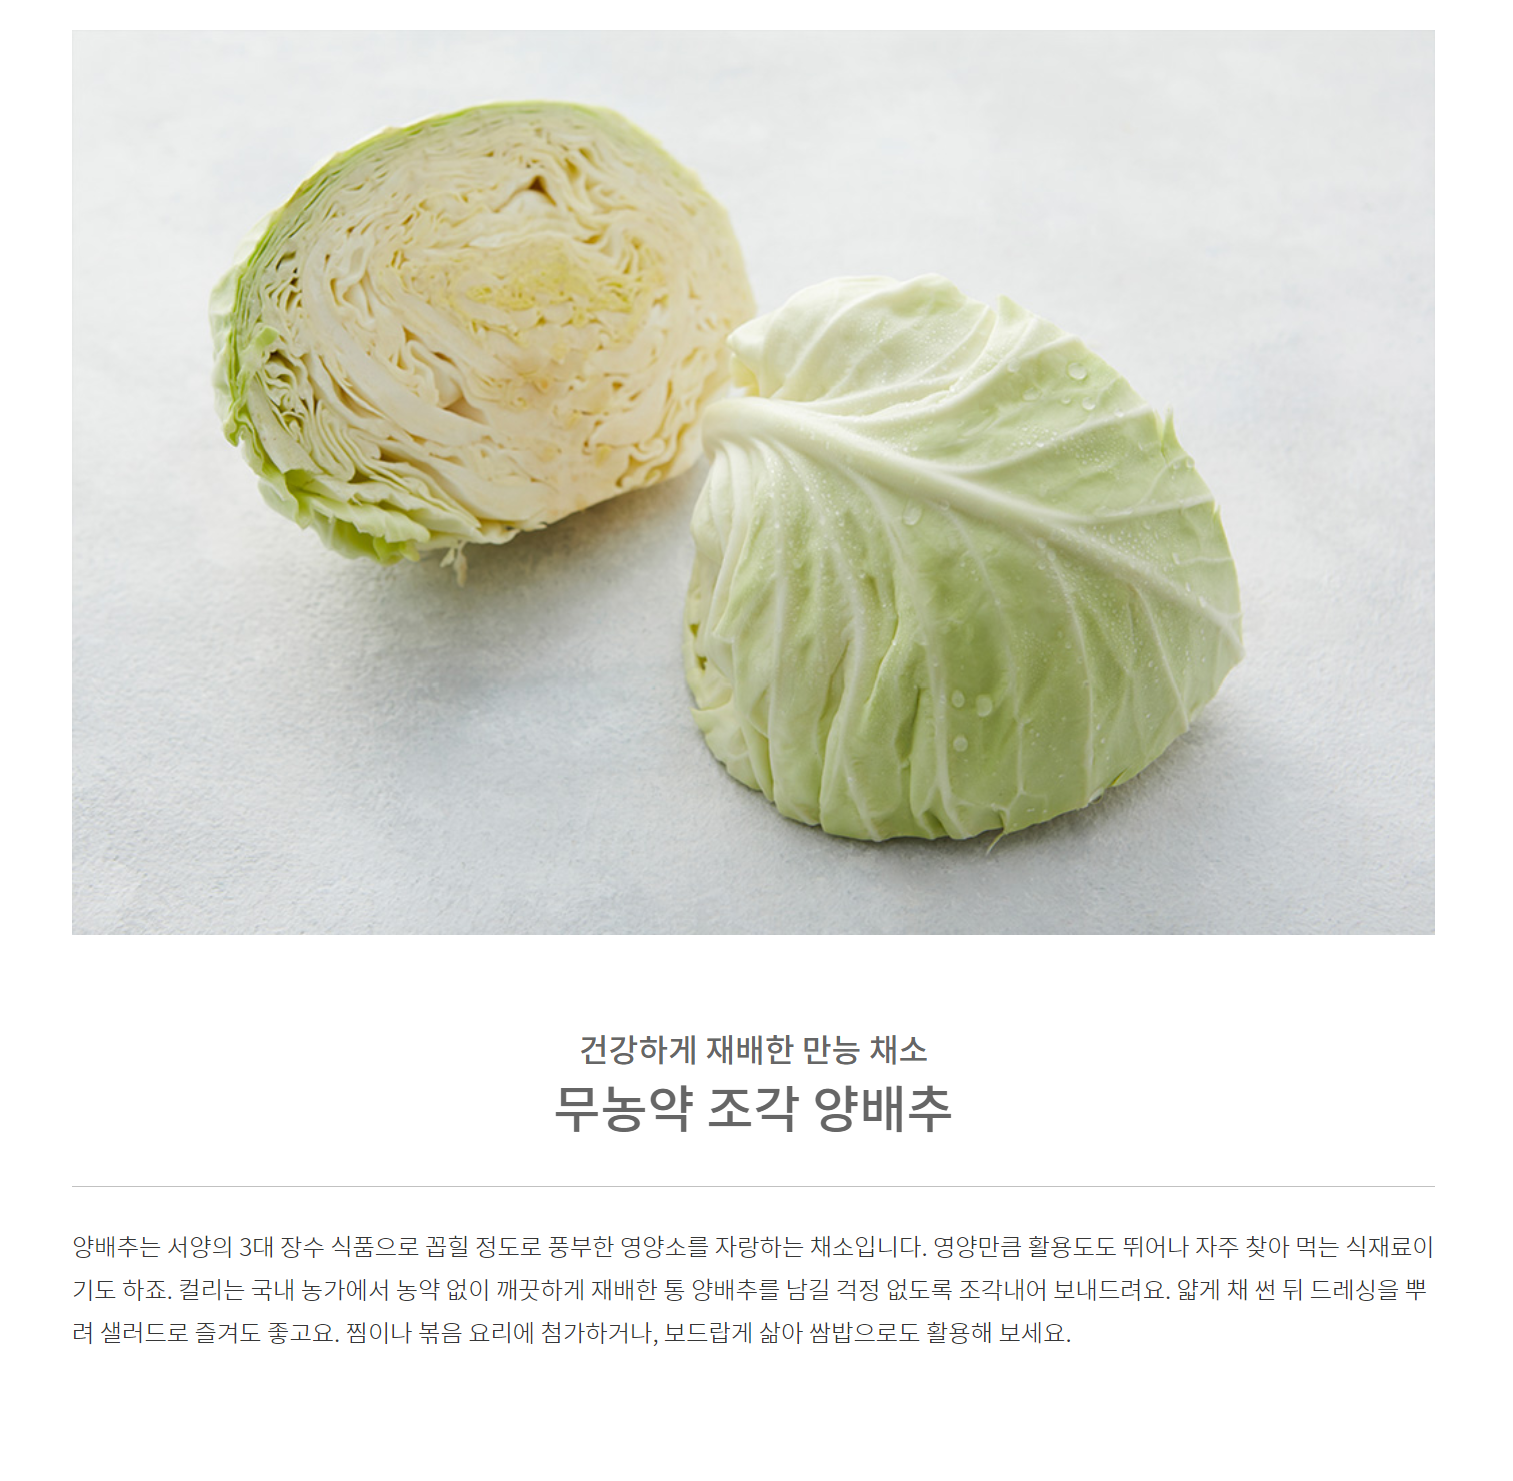 건강하게 재배한 만능 채소
무농약 조각 양배추
양배추는 서양의 3대 장수 식품으로 꼽힐 정도로 풍부한 영양소를 자랑하는 채소입니다. 영양만큼 활용도도 뛰어나 자주 찾아 먹는 식재료이
기도 하죠. 컬리는 국내 농가에서 농약 없이 깨끗하게 재배한 통 양배추를 남길 걱정 없도록 조각내어 보내드려요. 얇게 채 썬 뒤 드레싱을 뿌
려 샐러드로 즐겨도 좋고요. 찜이나 볶음 요리에 첨가하거나, 보드랍게 삶아 쌈밥으로도 활용해 보세요.